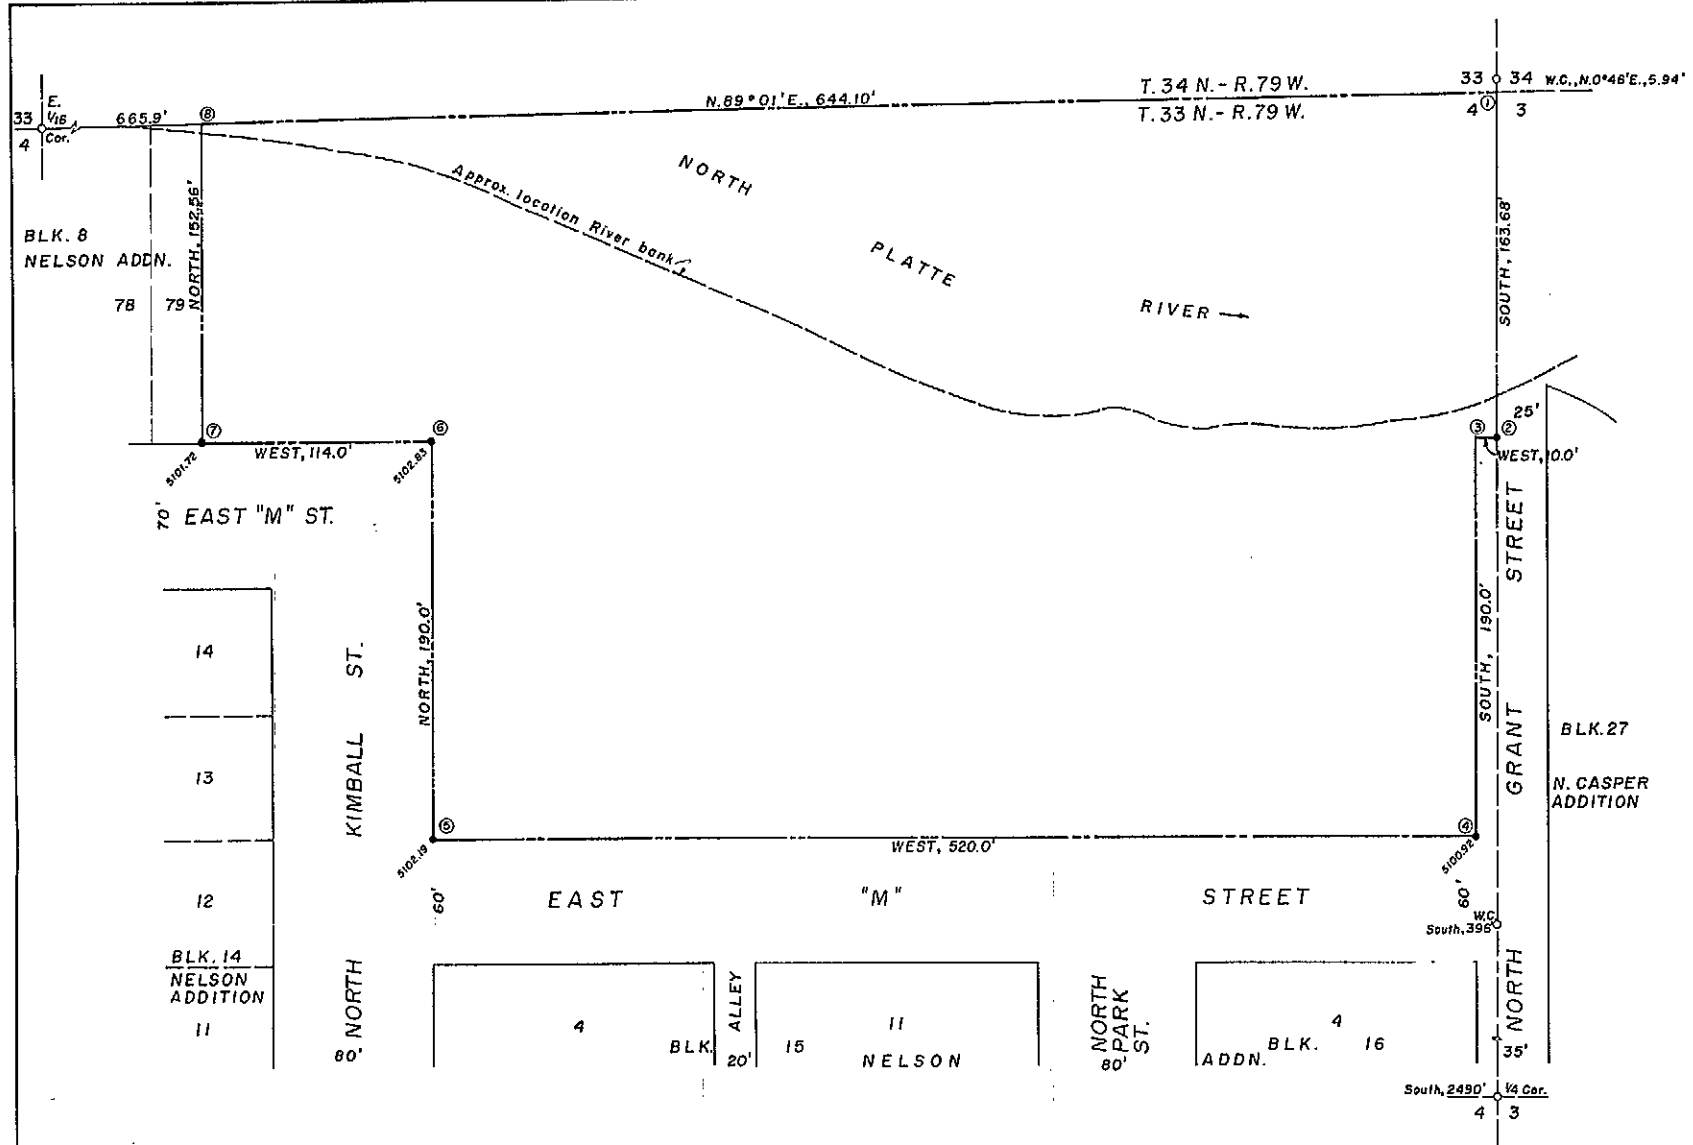 T. 34 N. - R. 79 W.
33 34 W.C., N.0°46'E., 5.94'
N. 89° 01' E., 644.10'
T. 33 N. - R. 79 W.
4 ① 3
E.
1/16
Cor.
33
4
665.9'
⑧
NORTH
PLATTE
RIVER
Approx. location River bank
NORTH, 152.56'
SOUTH, 163.68'
BLK. 8
NELSON ADDN.
78 79
25'
⑦
⑥
③ ②
WEST, 114.0'
WEST, 10.0'
5101.72
5102.83
70'
EAST "M" ST.
14
13
12
BLK. 14
NELSON
ADDITION
11
NORTH KIMBALL ST.
80'
NORTH, 190.0'
SOUTH, 190.0'
NORTH GRANT STREET
BLK. 27
N. CASPER
ADDITION
⑤
④
WEST, 520.0'
5102.19
5100.92
60'
EAST "M" STREET
60'
W.C.
South, 396'
4
BLK. 15
ALLEY
20'
11
NELSON
NORTH
PARK
ST.
80'
4
BLK. 16
ADDN.
35'
South, 2490' 1/4 Cor.
4 3